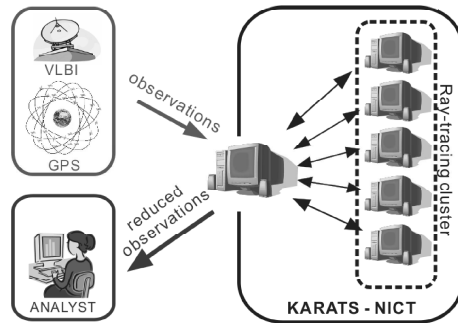 VLBI
GPS
observations
reduced
observations
ANALYST
Ray-tracing cluster
KARATS - NICT